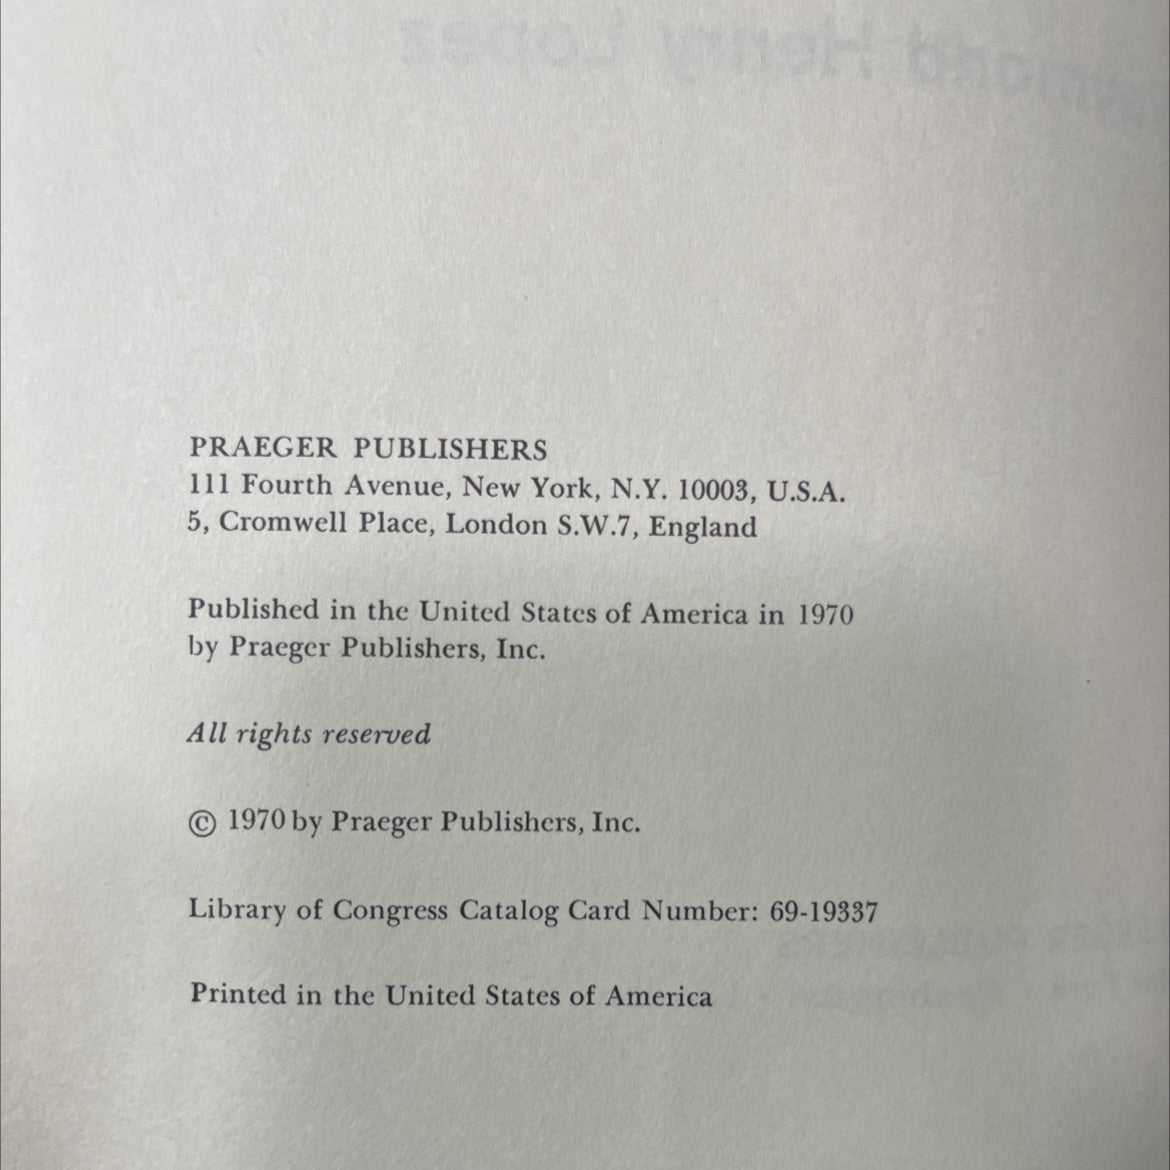 PRAEGER PUBLISHERS
111 Fourth Avenue, New York, N.Y. 10003, U.S.A.
5, Cromwell Place, London S.W.7, England
Published in the United States of America in 1970
by Praeger Publishers, Inc.
All rights reserved
© 1970 by Praeger Publishers, Inc.
Library of Congress Catalog Card Number: 69-19337
Printed in the United States of America